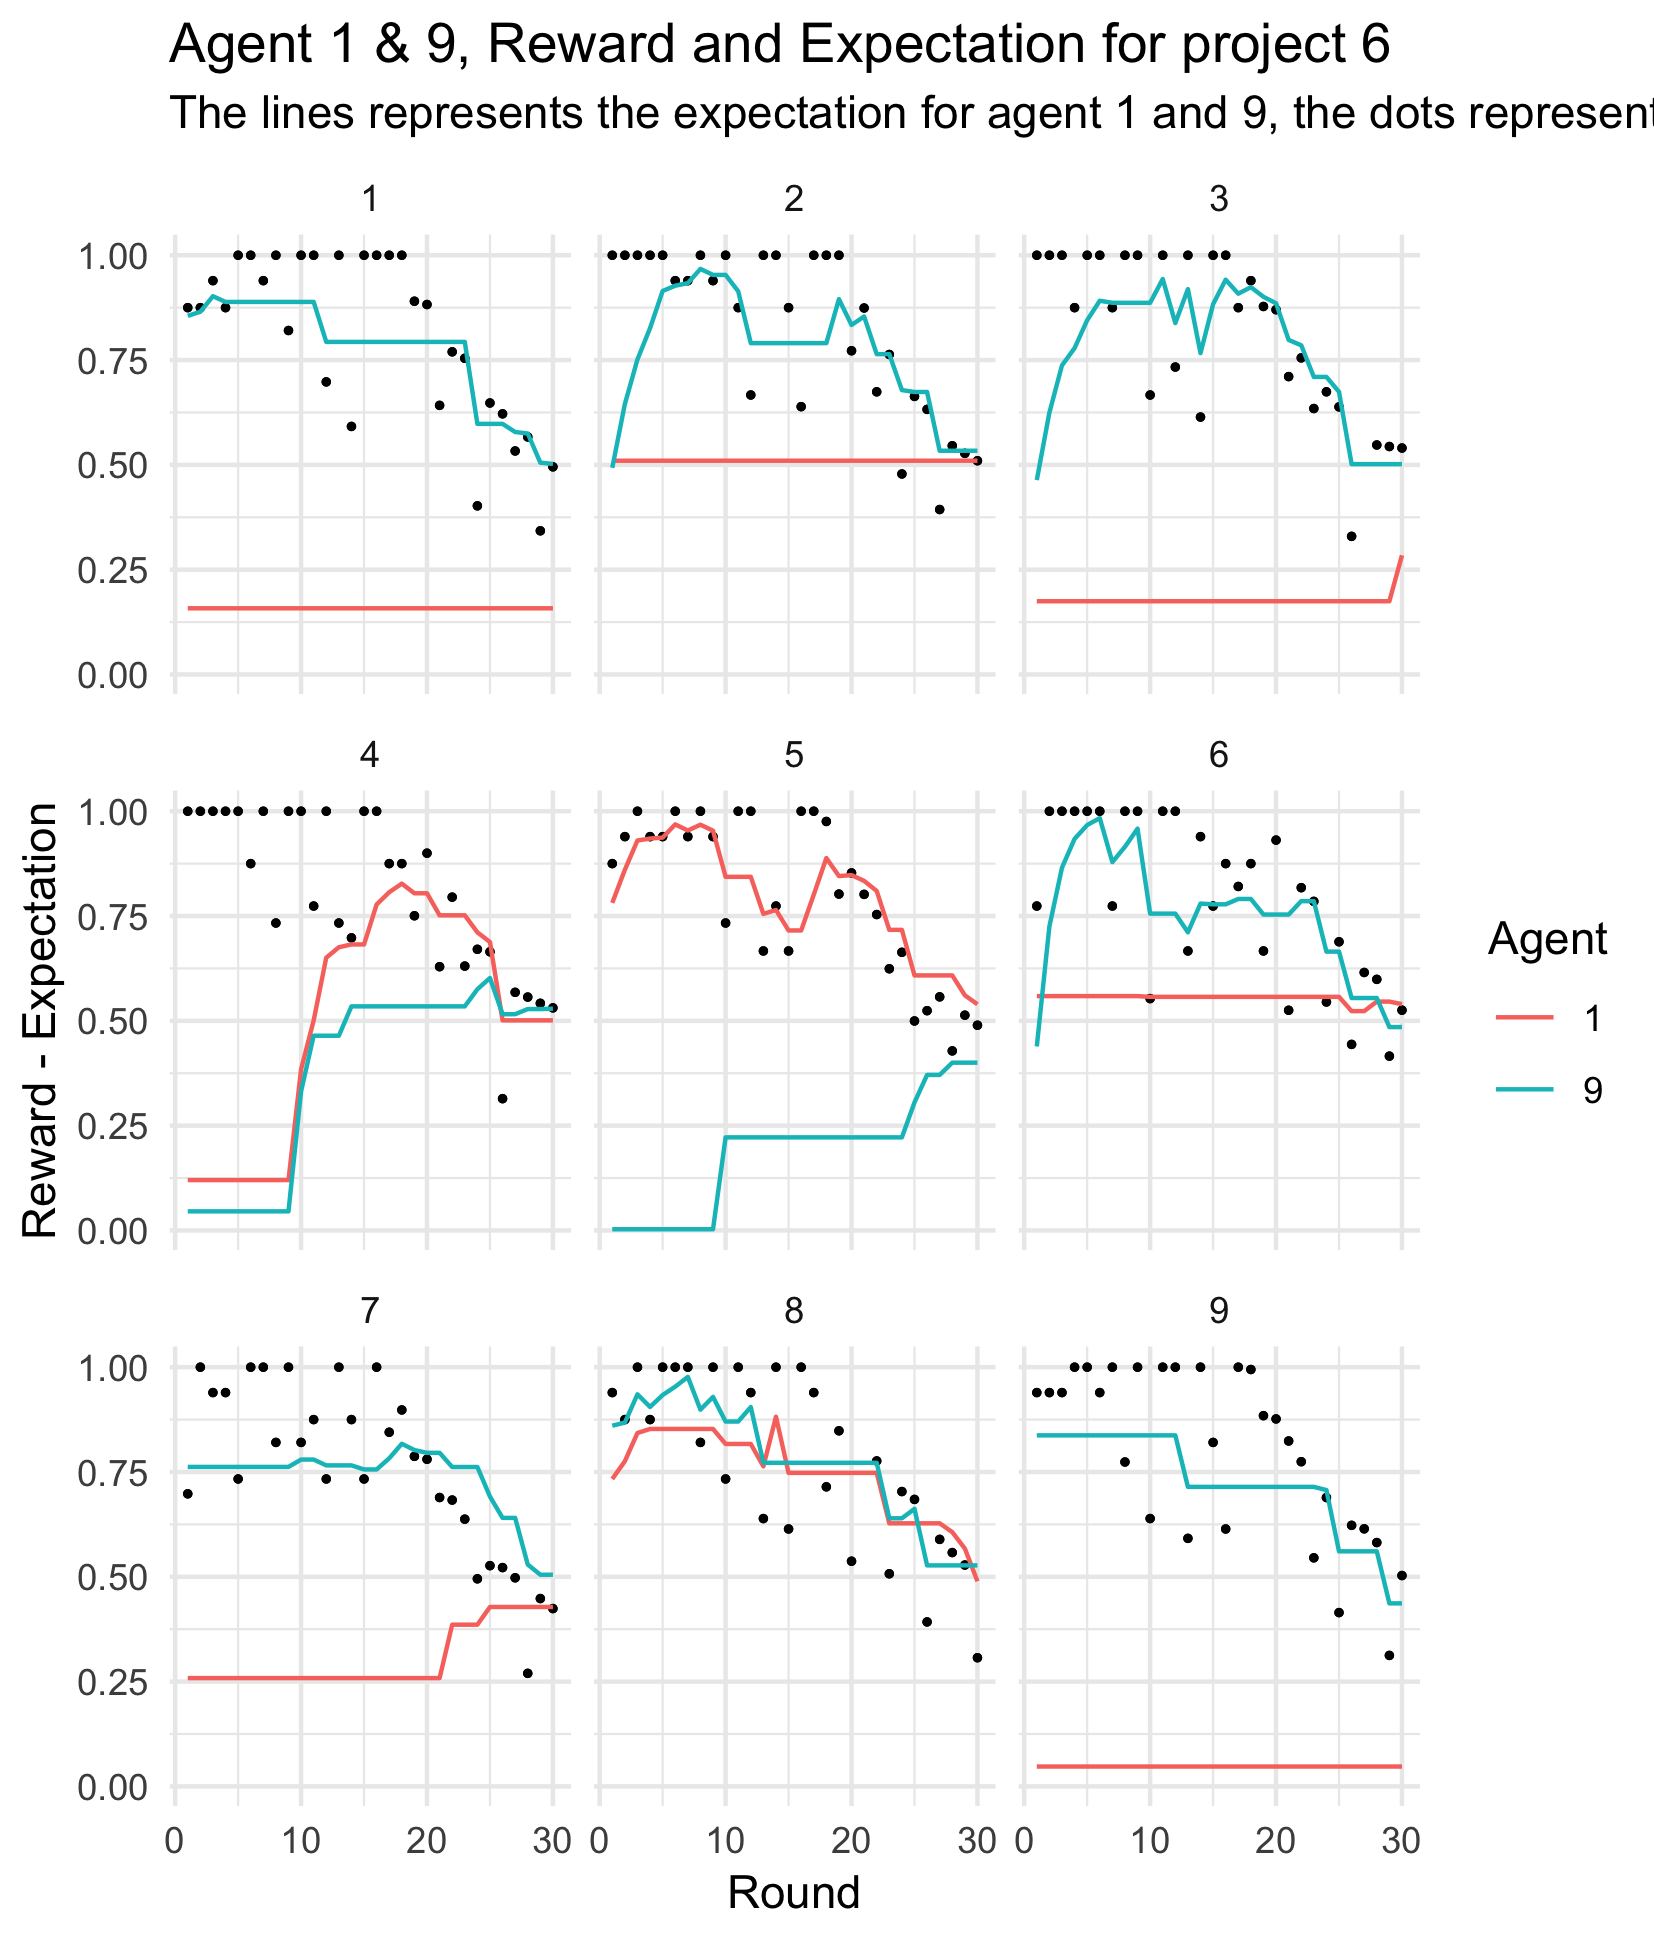 Agent 1 & 9, Reward and Expectation for project 6
The lines represents the expectation for agent 1 and 9, the dots represent
1 2 3
1.00
0.75
0.50
0.25
0.00
4 5 6
1.00
0.75
0.50
0.25
0.00
7 8 9
1.00
0.75
0.50
0.25
0.00
0 10 20 30 0 10 20 30 0 10 20 30
Round
Reward - Expectation
Agent
1
9